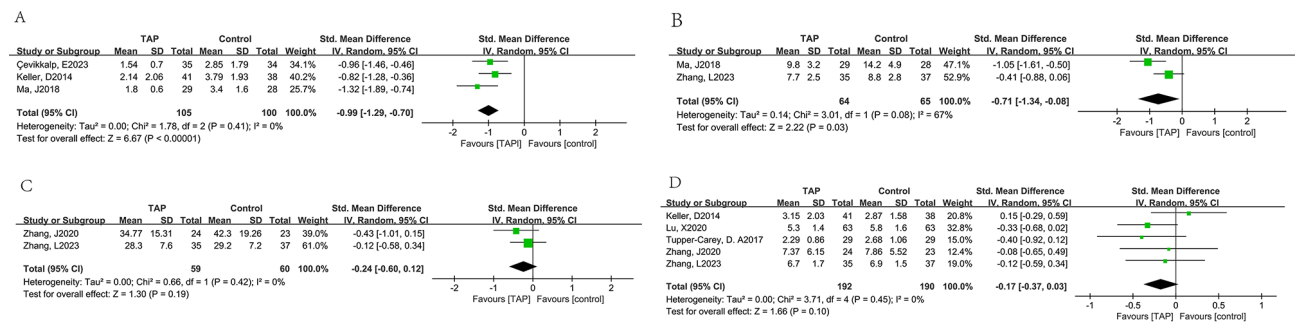 A
TAP Control Std. Mean Difference Std. Mean Difference
Study or Subgroup Mean SD Total Mean SD Total Weight IV, Random, 95% CI IV, Random, 95% CI
Çevikkalp, E2023 1.54 0.7 35 2.85 1.79 34 34.1% -0.96 [-1.46, -0.46]
Keller, D2014 2.14 2.06 41 3.79 1.93 38 40.2% -0.82 [-1.28, -0.36]
Ma, J2018 1.8 0.6 29 3.4 1.6 28 25.7% -1.32 [-1.89, -0.74]
Total (95% CI) 105 100 100.0% -0.99 [-1.29, -0.70]
Heterogeneity: Tau² = 0.00; Chi² = 1.78, df = 2 (P = 0.41); I² = 0%
Test for overall effect: Z = 6.67 (P < 0.00001)
-2 -1 0 1 2
Favours [TAPI] Favours [control]
B
TAP Control Std. Mean Difference Std. Mean Difference
Study or Subgroup Mean SD Total Mean SD Total Weight IV, Random, 95% CI IV, Random, 95% CI
Ma, J2018 9.8 3.2 29 14.2 4.9 28 47.1% -1.05 [-1.61, -0.50]
Zhang, L2023 7.7 2.5 35 8.8 2.8 37 52.9% -0.41 [-0.88, 0.06]
Total (95% CI) 64 65 100.0% -0.71 [-1.34, -0.08]
Heterogeneity: Tau² = 0.14; Chi² = 3.01, df = 1 (P = 0.08); I² = 67%
Test for overall effect: Z = 2.22 (P = 0.03)
-2 -1 0 1 2
Favours [TAPI] Favours [control]
C
TAP Control Std. Mean Difference Std. Mean Difference
Study or Subgroup Mean SD Total Mean SD Total Weight IV, Random, 95% CI IV, Random, 95% CI
Zhang, J2020 34.77 15.31 24 42.3 19.26 23 39.0% -0.43 [-1.01, 0.15]
Zhang, L2023 28.3 7.6 35 29.2 7.2 37 61.0% -0.12 [-0.58, 0.34]
Total (95% CI) 59 60 100.0% -0.24 [-0.60, 0.12]
Heterogeneity: Tau² = 0.00; Chi² = 0.66, df = 1 (P = 0.42); I² = 0%
Test for overall effect: Z = 1.30 (P = 0.19)
-2 -1 0 1 2
Favours [TAP] Favours [control]
D
TAP Control Std. Mean Difference Std. Mean Difference
Study or Subgroup Mean SD Total Mean SD Total Weight IV, Random, 95% CI IV, Random, 95% CI
Keller, D2014 3.15 2.03 41 2.87 1.58 38 20.8% 0.15 [-0.29, 0.59]
Lu, X2020 5.3 1.4 63 5.8 1.6 63 32.8% -0.33 [-0.68, 0.02]
Tupper-Carey, D. A2017 2.29 0.86 29 2.68 1.06 29 15.0% -0.40 [-0.92, 0.12]
Zhang, J2020 7.37 6.15 24 7.86 5.52 23 12.4% -0.08 [-0.65, 0.49]
Zhang, L2023 6.7 1.7 35 6.9 1.5 37 19.0% -0.12 [-0.59, 0.34]
Total (95% CI) 192 190 100.0% -0.17 [-0.37, 0.03]
Heterogeneity: Tau² = 0.00; Chi² = 3.71, df = 4 (P = 0.45); I² = 0%
Test for overall effect: Z = 1.66 (P = 0.10)
-1 -0.5 0 0.5 1
Favours [TAP] Favours [control]